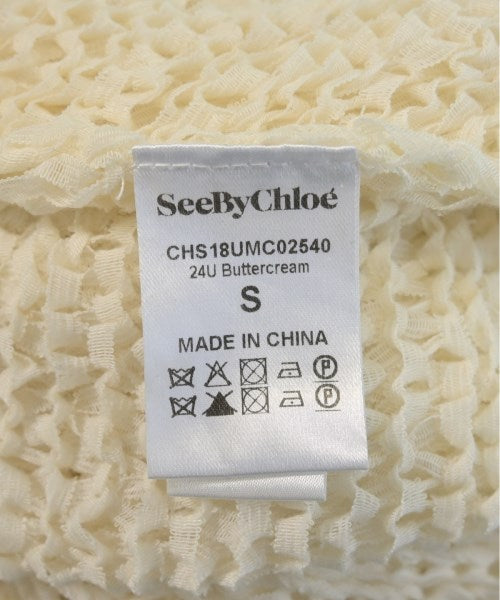 SeeByChloé
CHS18UMC02540
24U Buttercream
S
MADE IN CHINA
P
P